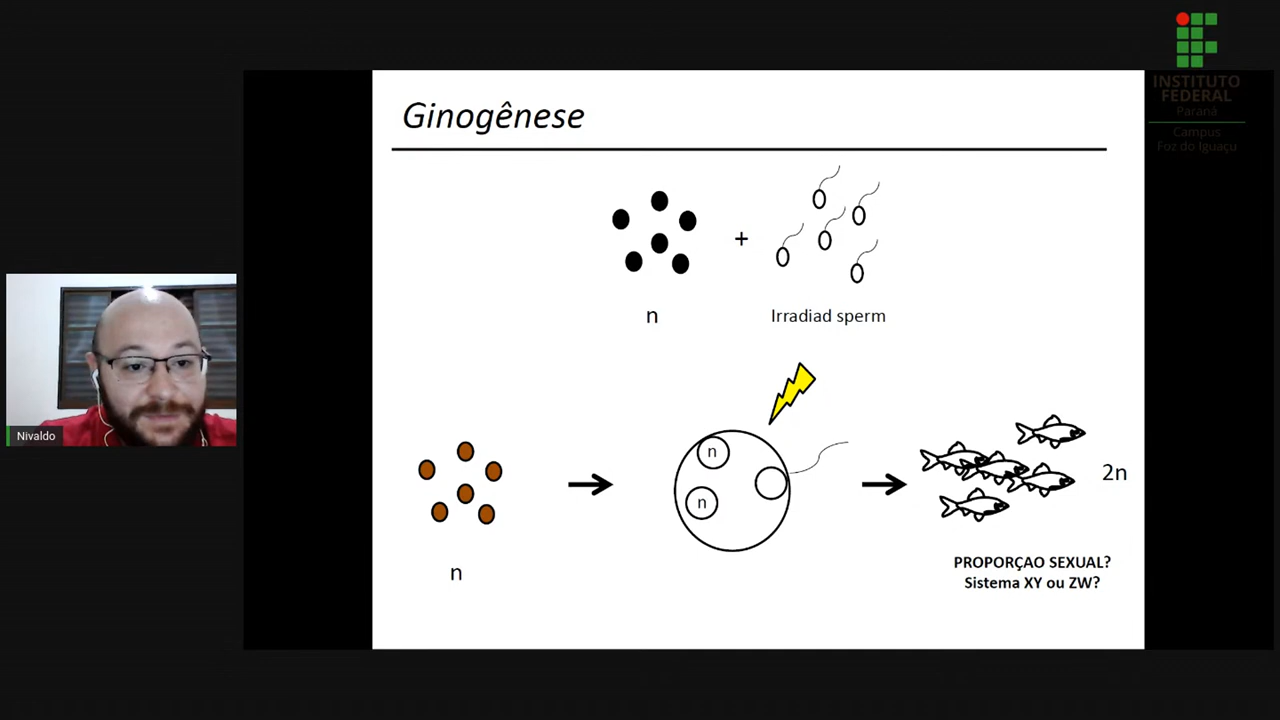 INSTITUTO
FEDERAL
Paraná
Campus
Foz do Iguaçu
Ginogênese
+
n
Irradiad sperm
n
n
2n
n
PROPORÇAO SEXUAL?
Sistema XY ou ZW?
Nivaldo